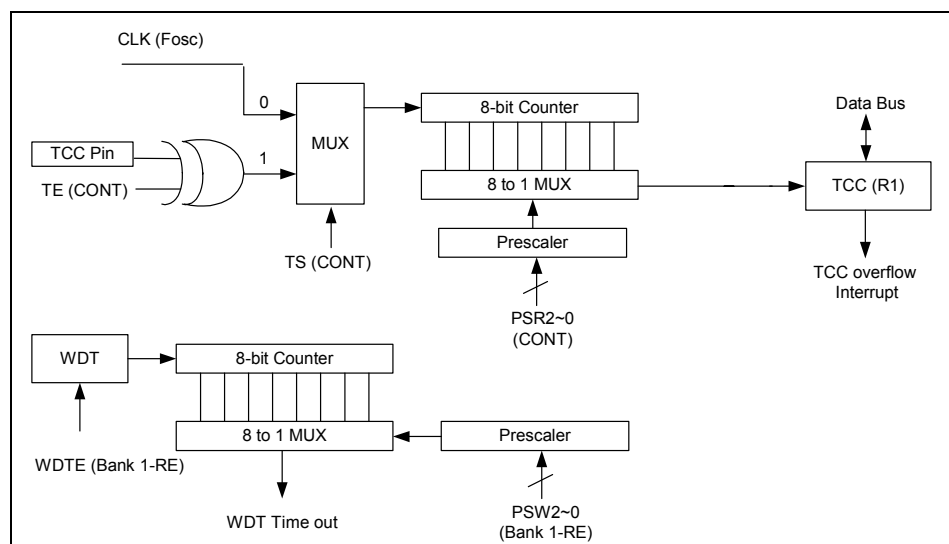 CLK (Fosc)
0
TCC Pin
TE (CONT)
1
MUX
TS (CONT)
8-bit Counter
8 to 1 MUX
Prescaler
PSR2~0
(CONT)
Data Bus
TCC (R1)
TCC overflow
Interrupt
WDT
WDTE (Bank 1-RE)
8-bit Counter
8 to 1 MUX
WDT Time out
Prescaler
PSW2~0
(Bank 1-RE)